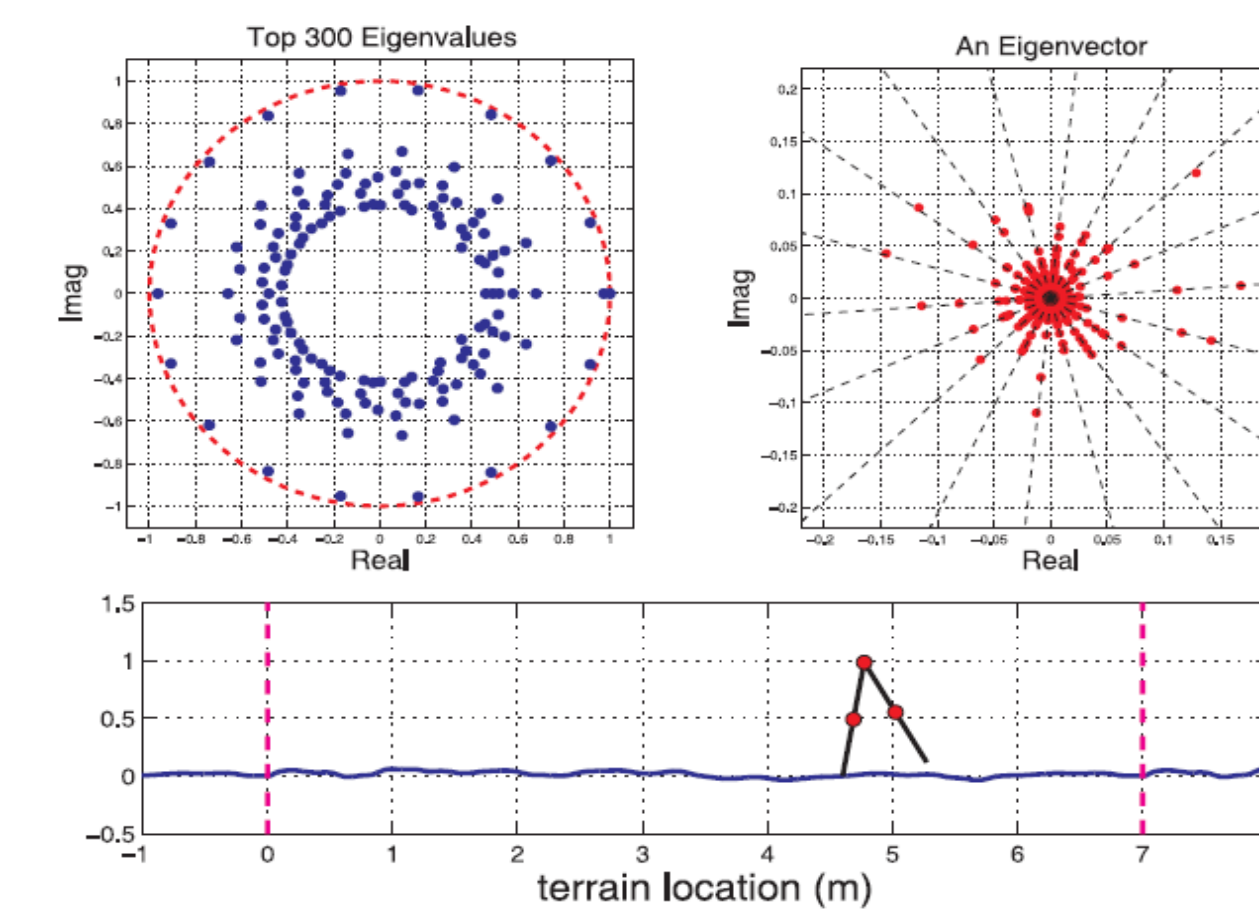 Top 300 Eigenvalues
1
0.8
0.6
0.4
0.2
0
−0.2
−0.4
−0.6
−0.8
−1
Imag
−1 −0.8 −0.6 −0.4 −0.2 0 0.2 0.4 0.6 0.8 1
Real
An Eigenvector
0.2
0.15
0.1
0.05
0
−0.05
−0.1
−0.15
−0.2
Imag
−0.2 −0.15 −0.1 −0.05 0 0.05 0.1 0.15
Real
1.5
1
0.5
0
−0.5
−1 0 1 2 3 4 5 6 7
terrain location (m)